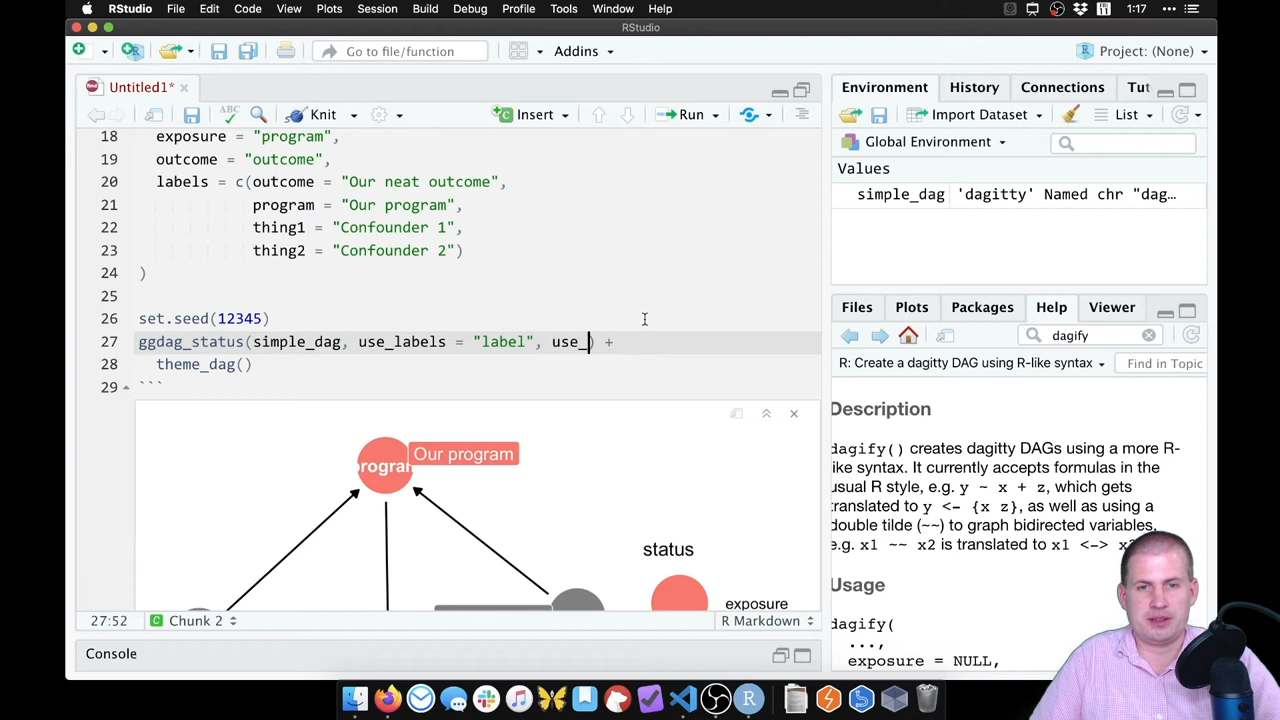 RStudio File Edit Code View Plots Session Build Debug Profile Tools Window Help 1:17
RStudio
Go to file/function Addins Project: (None)
Untitled1*
ABC Knit Insert Run
18 exposure = "program",
19 outcome = "outcome",
20 labels = c(outcome = "Our neat outcome",
21 program = "Our program",
22 thing1 = "Confounder 1",
23 thing2 = "Confounder 2")
24 )
25
26 set.seed(12345)
27 ggdag_status(simple_dag, use_labels = "label", use_) +
28 theme_dag()
29 ```
program
Our program
status
exposure
27:52 Chunk 2 R Markdown
Console
Environment History Connections Tut
Import Dataset List
Global Environment
Values
simple_dag 'dagitty' Named chr "dag…
Files Plots Packages Help Viewer
dagify
R: Create a dagitty DAG using R-like syntax Find in Topic
Description
dagify() creates dagitty DAGs using a more R-
like syntax. It currently accepts formulas in the
usual R style, e.g. y ~ x + z, which gets
translated to y <- {x z}, as well as using a
double tilde (~~) to graph bidirected variables,
e.g. x1 ~~ x2 is translated to x1 <-> x2
Usage
dagify(
...,
exposure = NULL,